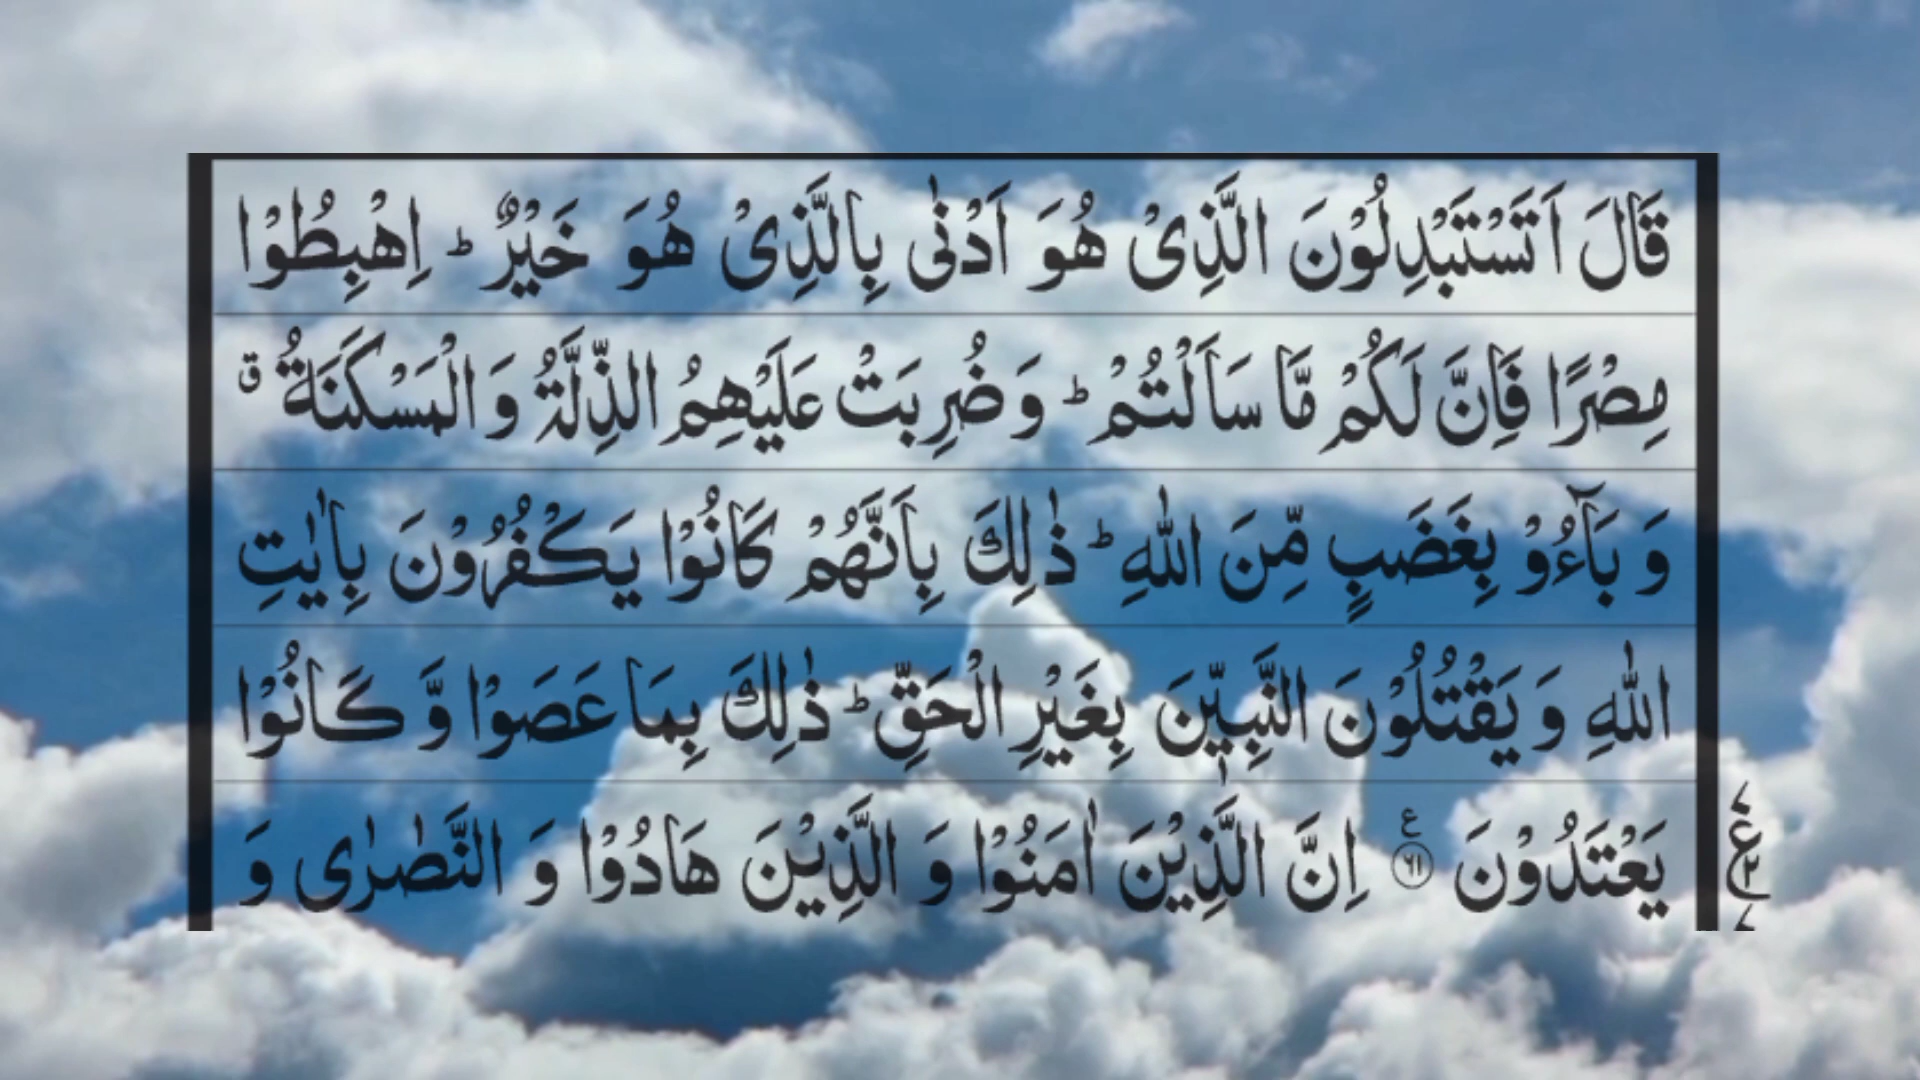 قَالَ اَتَسْتَبْدِلُوْنَ الَّذِیْ هُوَ اَدْنٰی بِالَّذِیْ هُوَ خَیْرٌ ؕ اِهْبِطُوْا
مِصْرًا فَاِنَّ لَكُمْ مَّا سَاَلْتُمْ ؕ وَ ضُرِبَتْ عَلَیْهِمُ الذِّلَّةُ وَ الْمَسْكَنَةُ ۗ
وَ بَآءُوْ بِغَضَبٍ مِّنَ اللّٰهِ ؕ ذٰلِكَ بِاَنَّهُمْ كَانُوْا یَكْفُرُوْنَ بِاٰیٰتِ
اللّٰهِ وَ یَقْتُلُوْنَ النَّبِیّٖنَ بِغَیْرِ الْحَقِّ ؕ ذٰلِكَ بِمَا عَصَوْا وَّ كَانُوْا
یَعْتَدُوْنَ ﴿۶۱﴾ ع اِنَّ الَّذِیْنَ اٰمَنُوْا وَ الَّذِیْنَ هَادُوْا وَ النَّصٰرٰی وَ